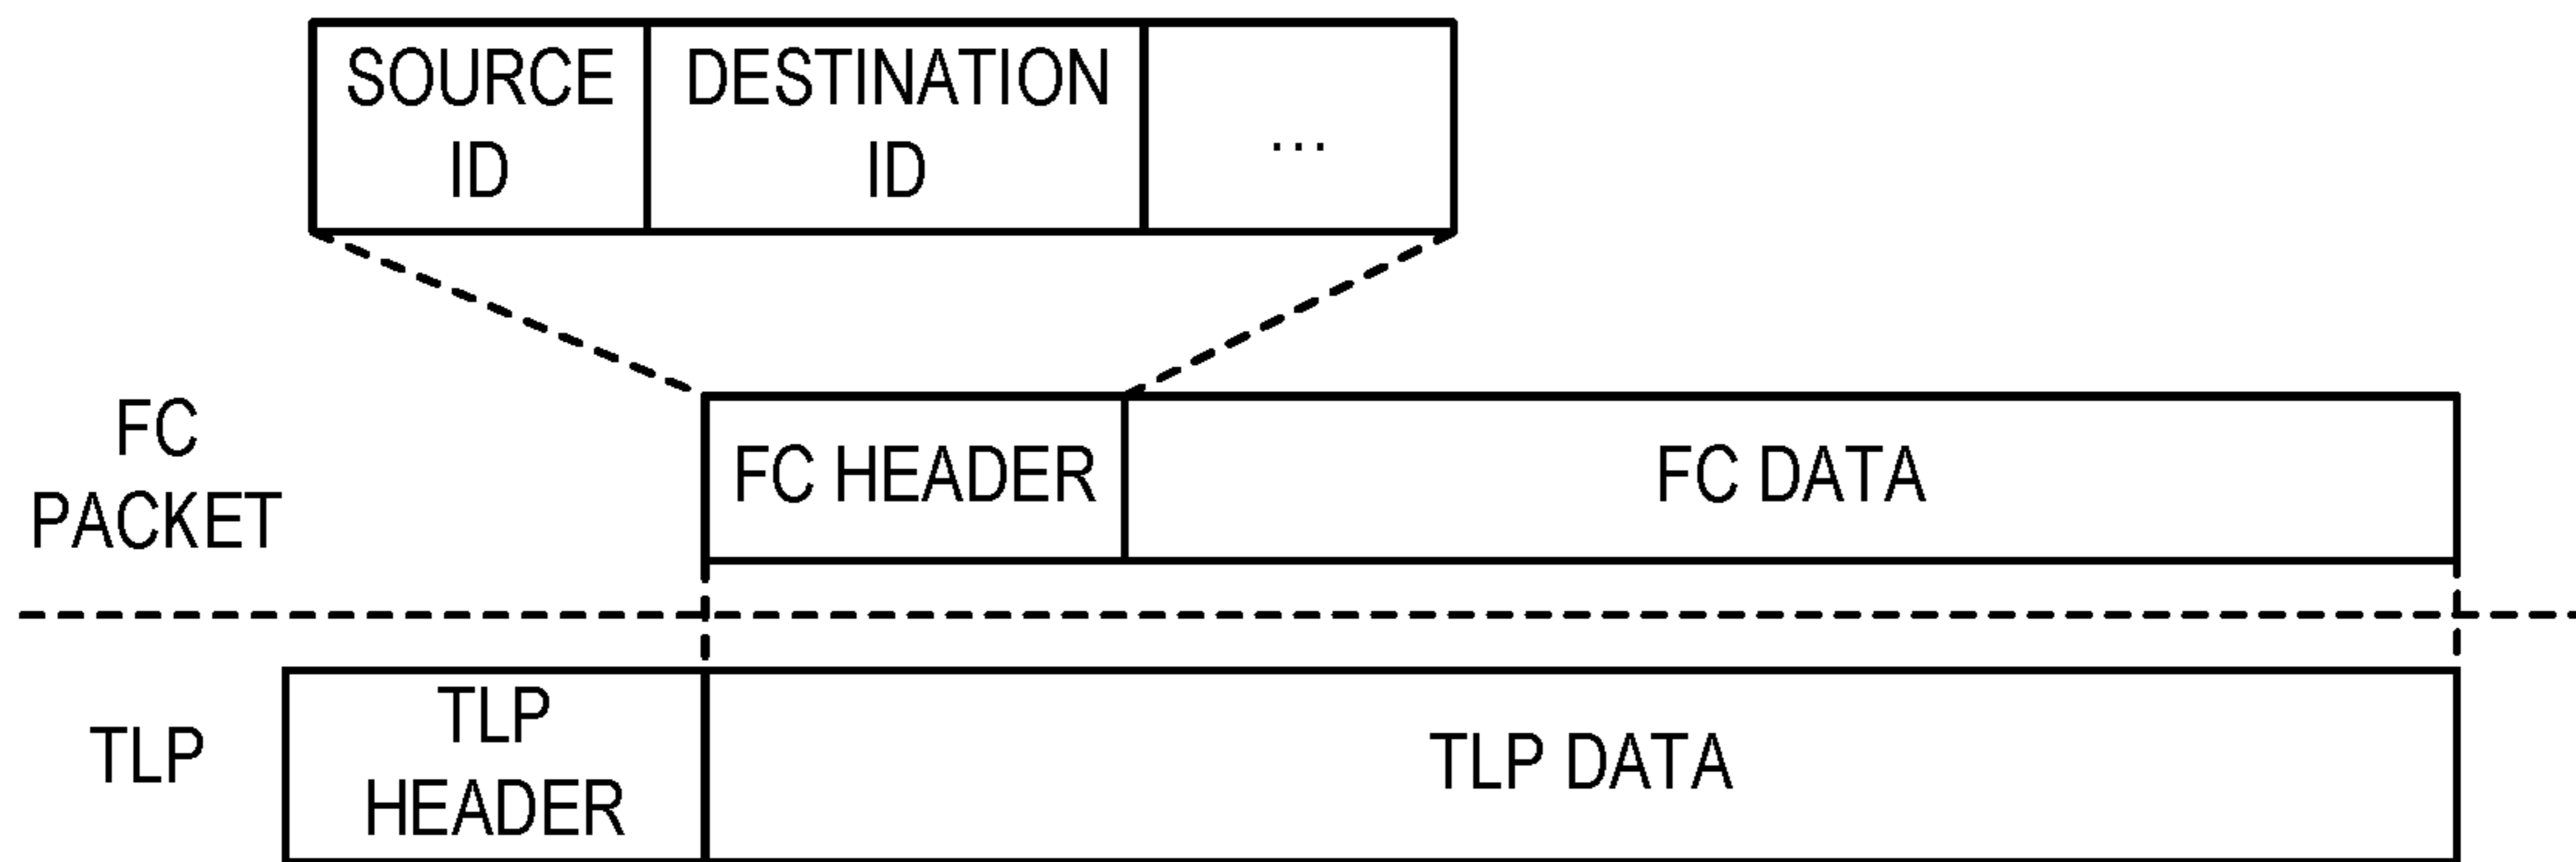 SOURCE
ID
DESTINATION
ID
...
FC
PACKET
FC HEADER
FC DATA
TLP
TLP
HEADER
TLP DATA